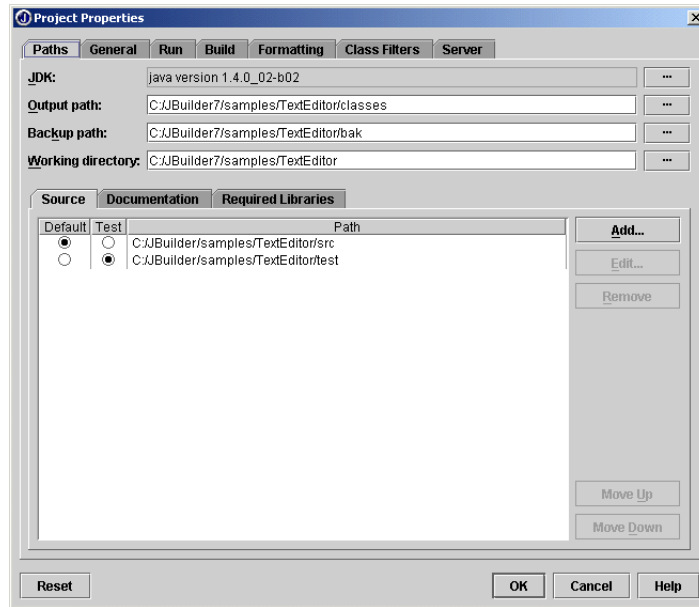 Project Properties
Paths General Run Build Formatting Class Filters Server
JDK: java version 1.4.0_02-b02 ...
Output path: C:/JBuilder7/samples/TextEditor/classes ...
Backup path: C:/JBuilder7/samples/TextEditor/bak ...
Working directory: C:/JBuilder7/samples/TextEditor ...
Source Documentation Required Libraries
Default Test Path
C:/JBuilder/samples/TextEditor/src
C:/JBuilder/samples/TextEditor/test
Add...
Edit...
Remove
Move Up
Move Down
Reset OK Cancel Help